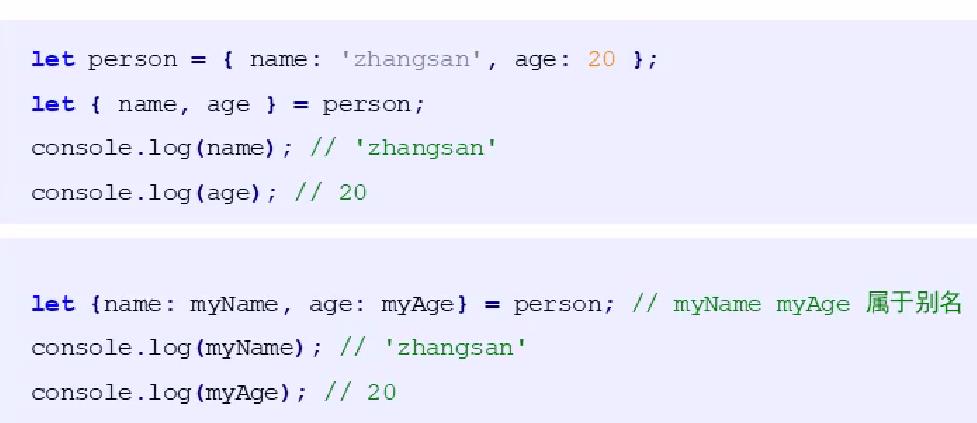 let person = { name: 'zhangsan', age: 20 };
let { name, age } = person;
console.log(name); // 'zhangsan'
console.log(age); // 20
let {name: myName, age: myAge} = person; // myName myAge 属于别名
console.log(myName); // 'zhangsan'
console.log(myAge); // 20